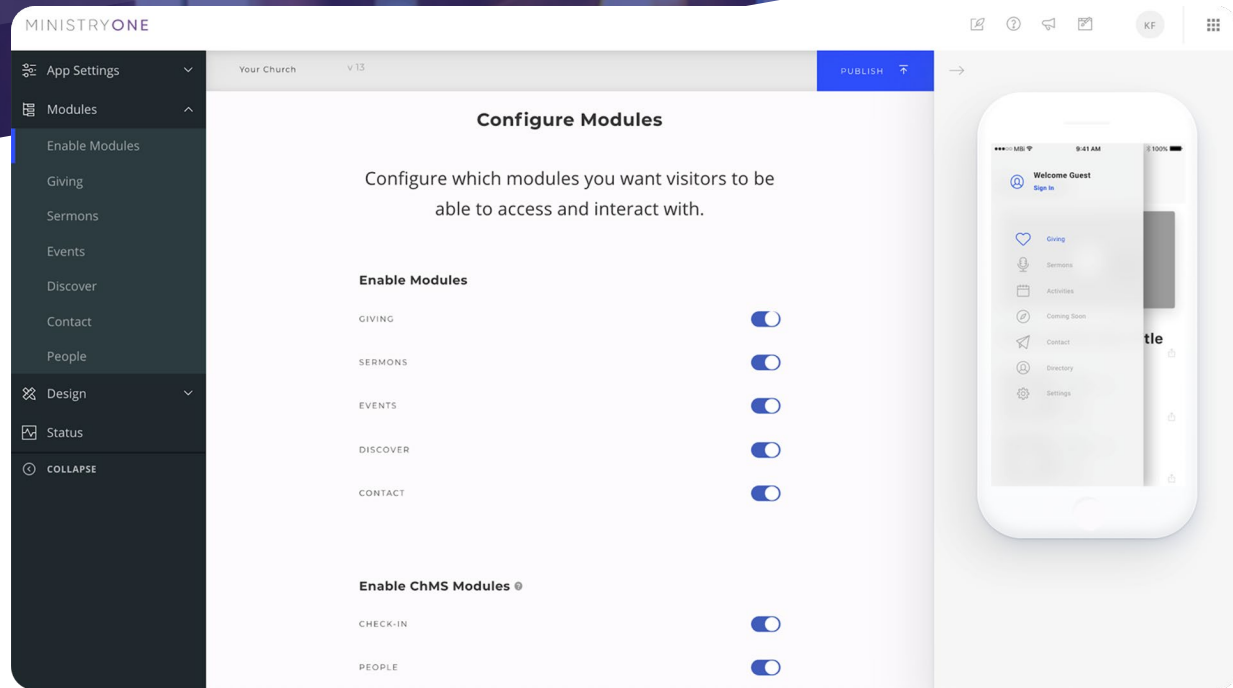 MINISTRYONE
KF
App Settings
Modules
Enable Modules
Giving
Sermons
Events
Discover
Contact
People
Design
Status
COLLAPSE
Your Church
v 13
PUBLISH
Configure Modules
Configure which modules you want visitors to be
able to access and interact with.
Enable Modules
GIVING
SERMONS
EVENTS
DISCOVER
CONTACT
Enable ChMS Modules
CHECK-IN
PEOPLE
MBi 9:41 AM 100%
Welcome Guest
Sign In
Giving
Sermons
Activities
Coming Soon
Contact
tle
Directory
Settings